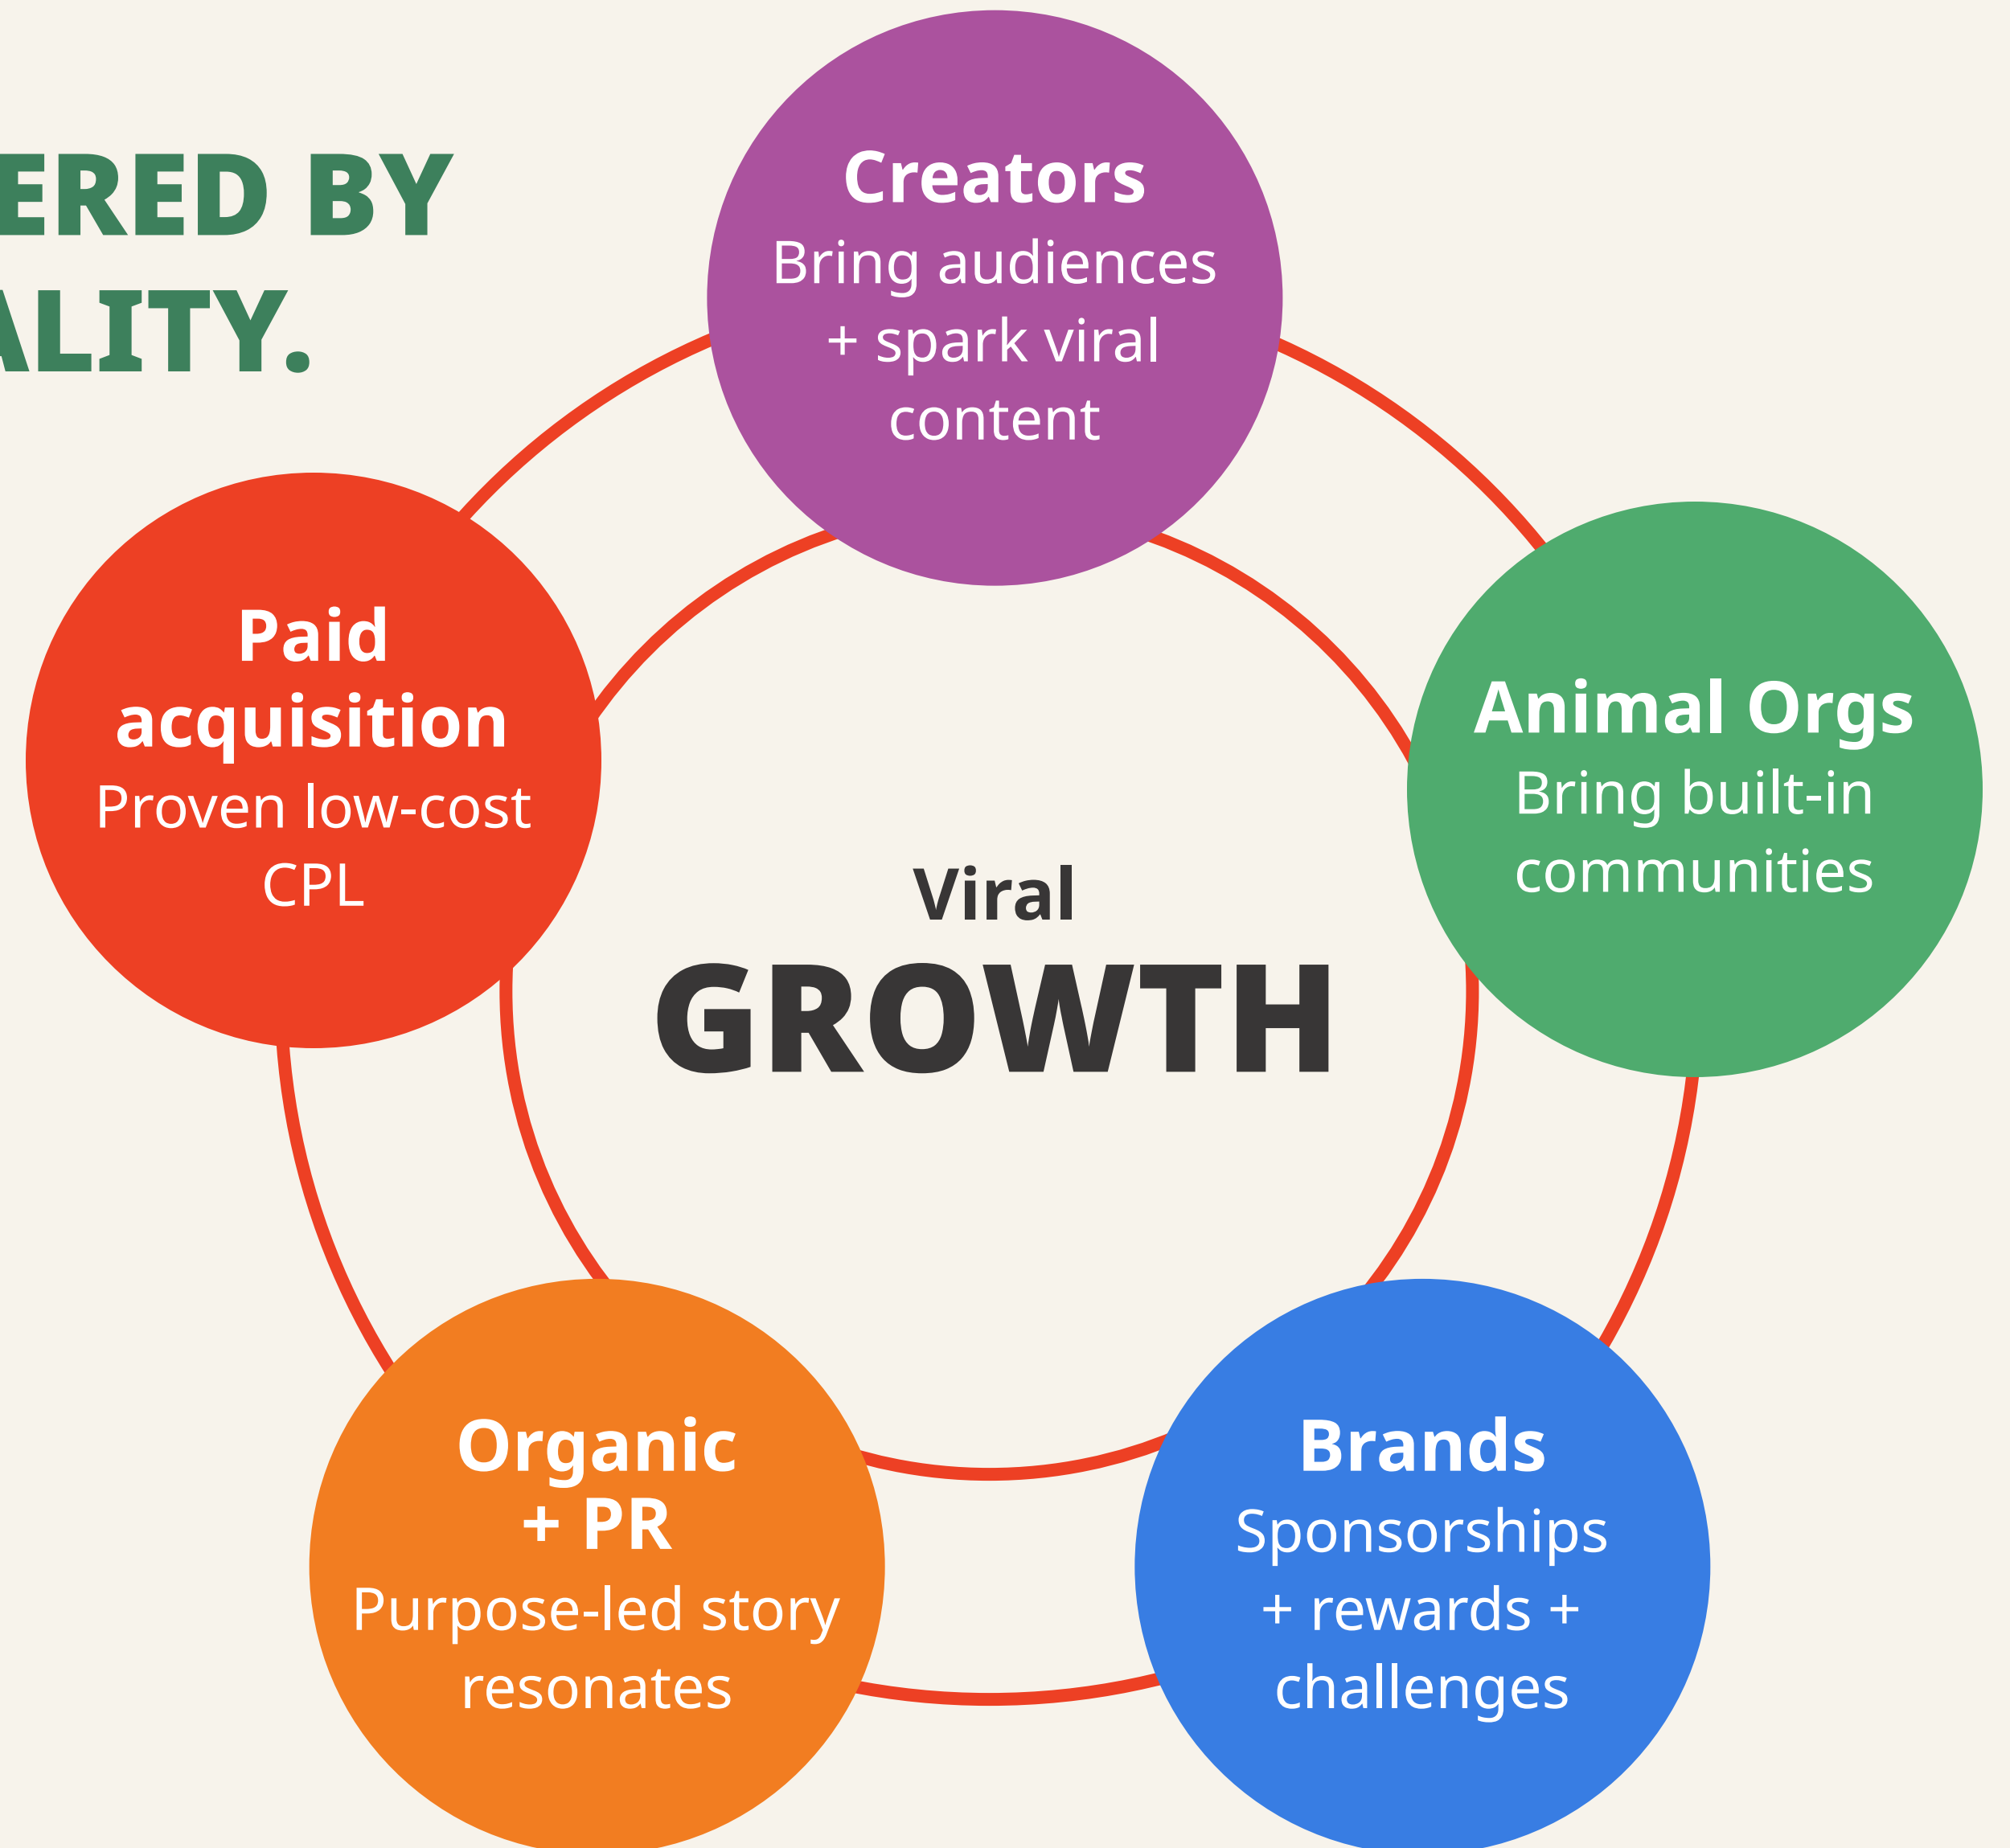 ERED BY
ALITY.
Creators
Bring audiences
+ spark viral
content
Paid
acquisition
Proven low-cost
CPL
Animal Orgs
Bring built-in
communities
Viral
GROWTH
Organic
+ PR
Purpose-led story
resonates
Brands
Sponsorships
+ rewards +
challenges